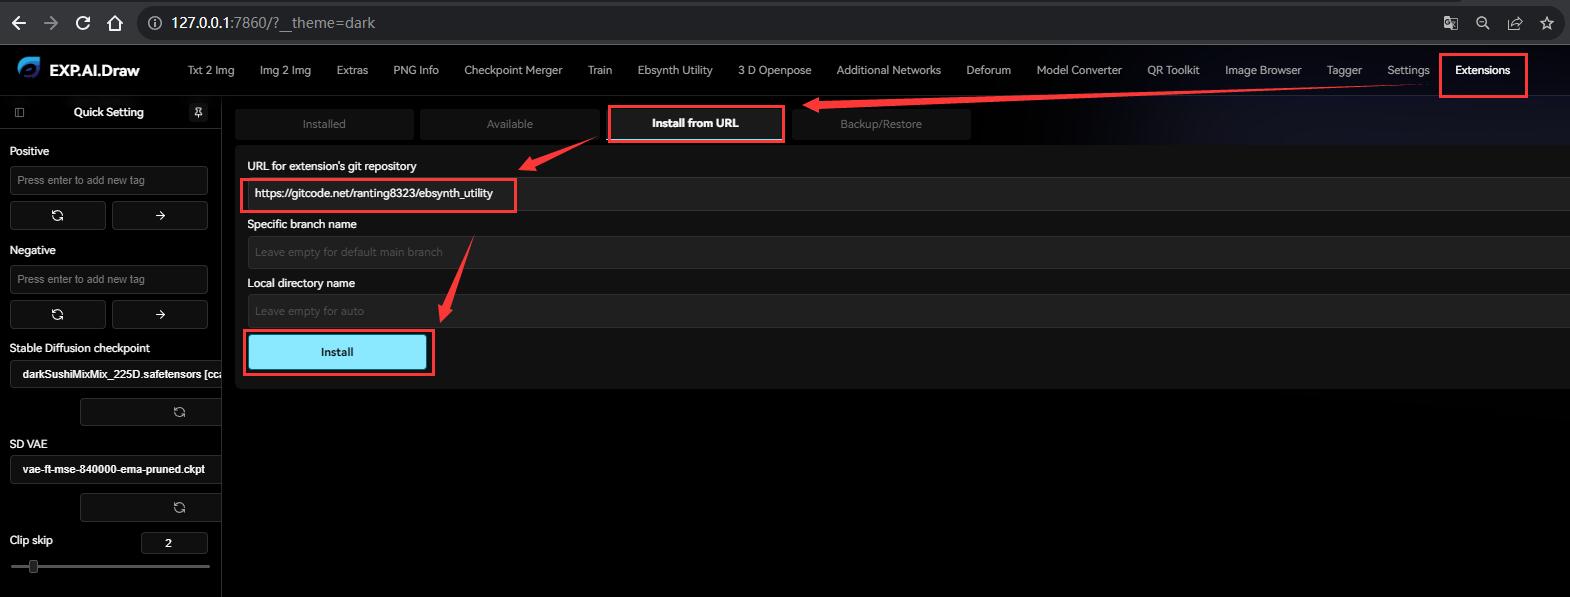 127.0.0.1:7860/?__theme=dark
EXP.AI.Draw
Txt 2 Img Img 2 Img Extras PNG Info Checkpoint Merger Train Ebsynth Utility 3 D Openpose Additional Networks Deforum Model Converter QR Toolkit Image Browser Tagger Settings Extensions
Quick Setting
Installed Available Install from URL Backup/Restore
Positive
Press enter to add new tag
Negative
Press enter to add new tag
Stable Diffusion checkpoint
darkSushiMixMix_225D.safetensors [cca
SD VAE
vae-ft-mse-840000-ema-pruned.ckpt
Clip skip
2
URL for extension's git repository
https://gitcode.net/ranting8323/ebsynth_utility
Specific branch name
Leave empty for default main branch
Local directory name
Leave empty for auto
Install